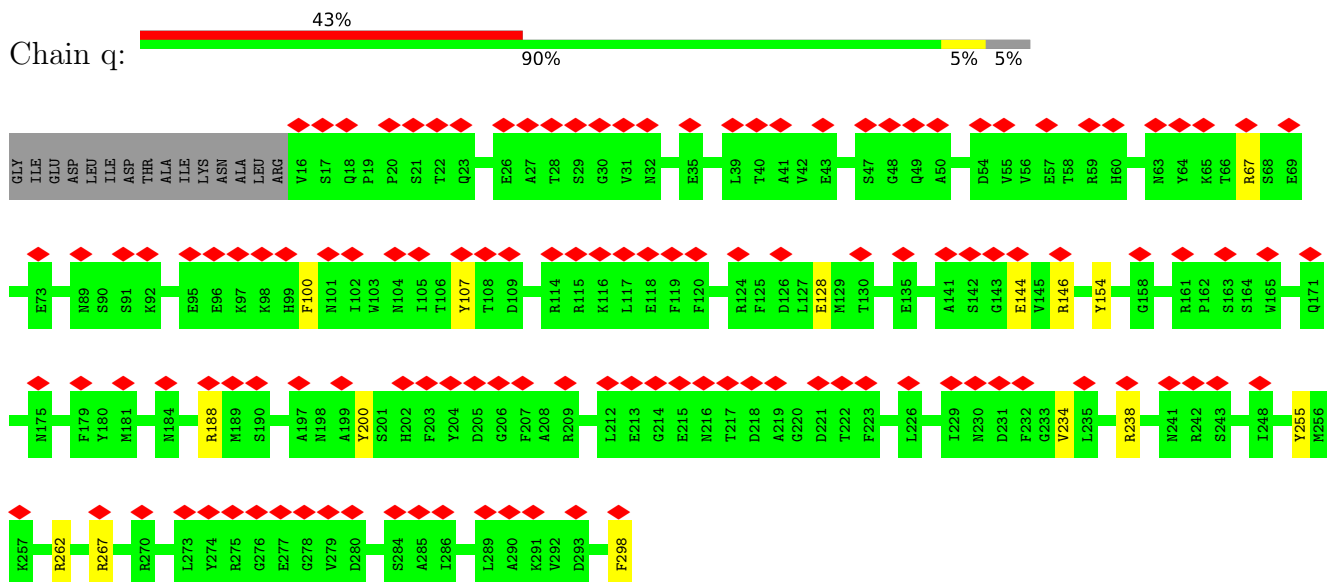 43%
Chain q:
90% 5% 5%
GLY ILE GLU ASP LEU ILE ASP THR ALA ILE LYS ASN ALA LEU ARG V16 S17 Q18 P19 P20 S21 T22 Q23 E26 A27 T28 S29 G30 V31 N32 E35 L39 T40 A41 V42 E43 S47 G48 Q49 A50 D54 V55 V56 E57 T58 R59 H60 N63 Y64 K65 T66 R67 S68 E69
E73 N89 S90 S91 K92 E95 E96 K97 K98 H99 F100 N101 I102 W103 N104 I105 T106 Y107 T108 D109 R114 R115 K116 L117 E118 F119 F120 R124 F125 D126 L127 E128 M129 T130 E135 A141 S142 G143 E144 V145 R146 Y154 G158 R161 P162 S163 S164 W165 Q171
N175 F179 Y180 M181 N184 R188 M189 S190 A197 N198 A199 Y200 S201 H202 F203 Y204 D205 G206 F207 A208 R209 L212 E213 G214 E215 N216 T217 D218 A219 G220 D221 T222 F223 L226 I229 N230 D231 F232 G233 V234 L235 R238 N241 R242 S243 I248 Y255 M256
K257 R262 R267 R270 L273 Y274 R275 G276 E277 G278 V279 D280 S284 A285 I286 L289 A290 K291 V292 D293 F298